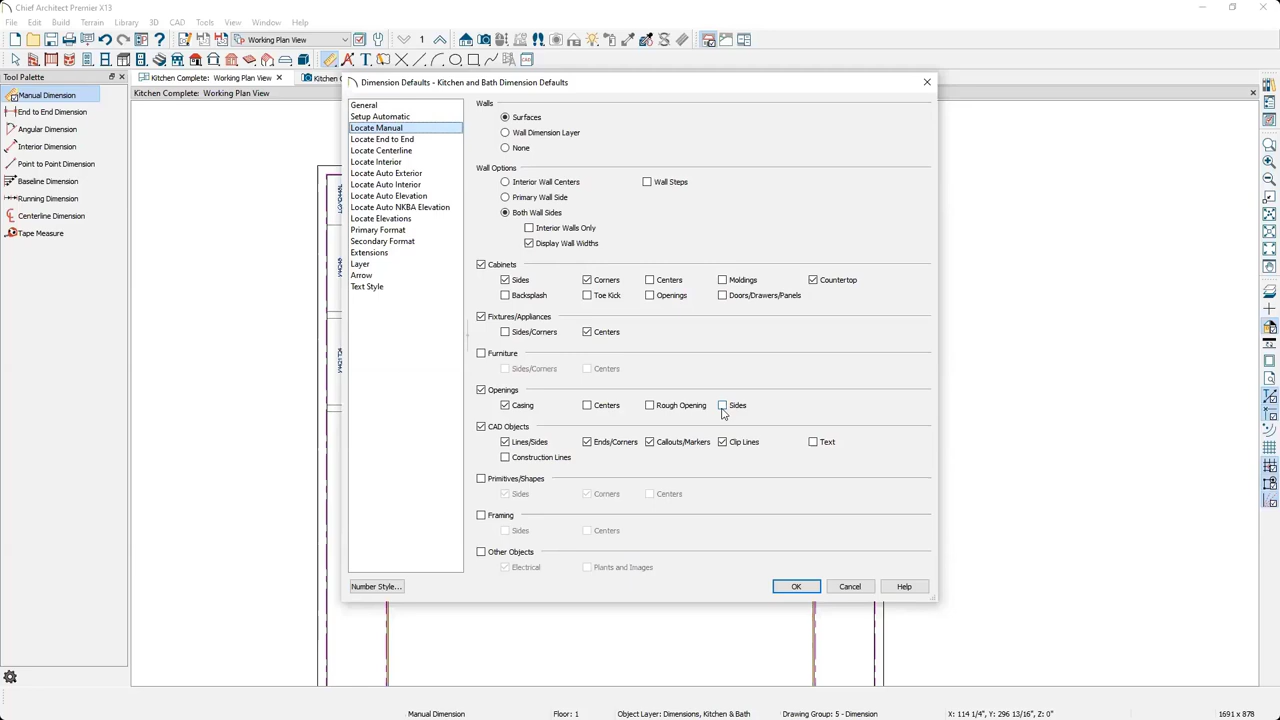 Chief Architect Premier X13
File Edit Build Terrain Library 3D CAD Tools View Window Help
Working Plan View
1
Tool Palette
Kitchen Complete: Working Plan View
Kitchen
Kitchen Complete: Working Plan View
Manual Dimension
End to End Dimension
Angular Dimension
Interior Dimension
Point to Point Dimension
Baseline Dimension
Running Dimension
Centerline Dimension
Tape Measure
Dimension Defaults - Kitchen and Bath Dimension Defaults
General
Setup Automatic
Locate Manual
Locate End to End
Locate Centerline
Locate Interior
Locate Auto Exterior
Locate Auto Interior
Locate Auto Elevation
Locate Auto NKBA Elevation
Locate Elevations
Primary Format
Secondary Format
Extensions
Layer
Arrow
Text Style
Walls
Surfaces
Wall Dimension Layer
None
Wall Options
Interior Wall Centers Wall Steps
Primary Wall Side
Both Wall Sides
Interior Walls Only
Display Wall Widths
Cabinets
Sides Corners Centers Moldings Countertop
Backsplash Toe Kick Openings Doors/Drawers/Panels
Fixtures/Appliances
Sides/Corners Centers
Furniture
Sides/Corners Centers
Openings
Casing Centers Rough Opening Sides
CAD Objects
Lines/Sides Ends/Corners Callouts/Markers Clip Lines Text
Construction Lines
Primitives/Shapes
Sides Corners Centers
Framing
Sides Centers
Other Objects
Electrical Plants and Images
Number Style... OK Cancel Help
Manual Dimension Floor: 1 Object Layer: Dimensions, Kitchen & Bath Drawing Group: 5 - Dimension X: 114 1/4", Y: 296 13/16", Z: 0" 1691 x 878